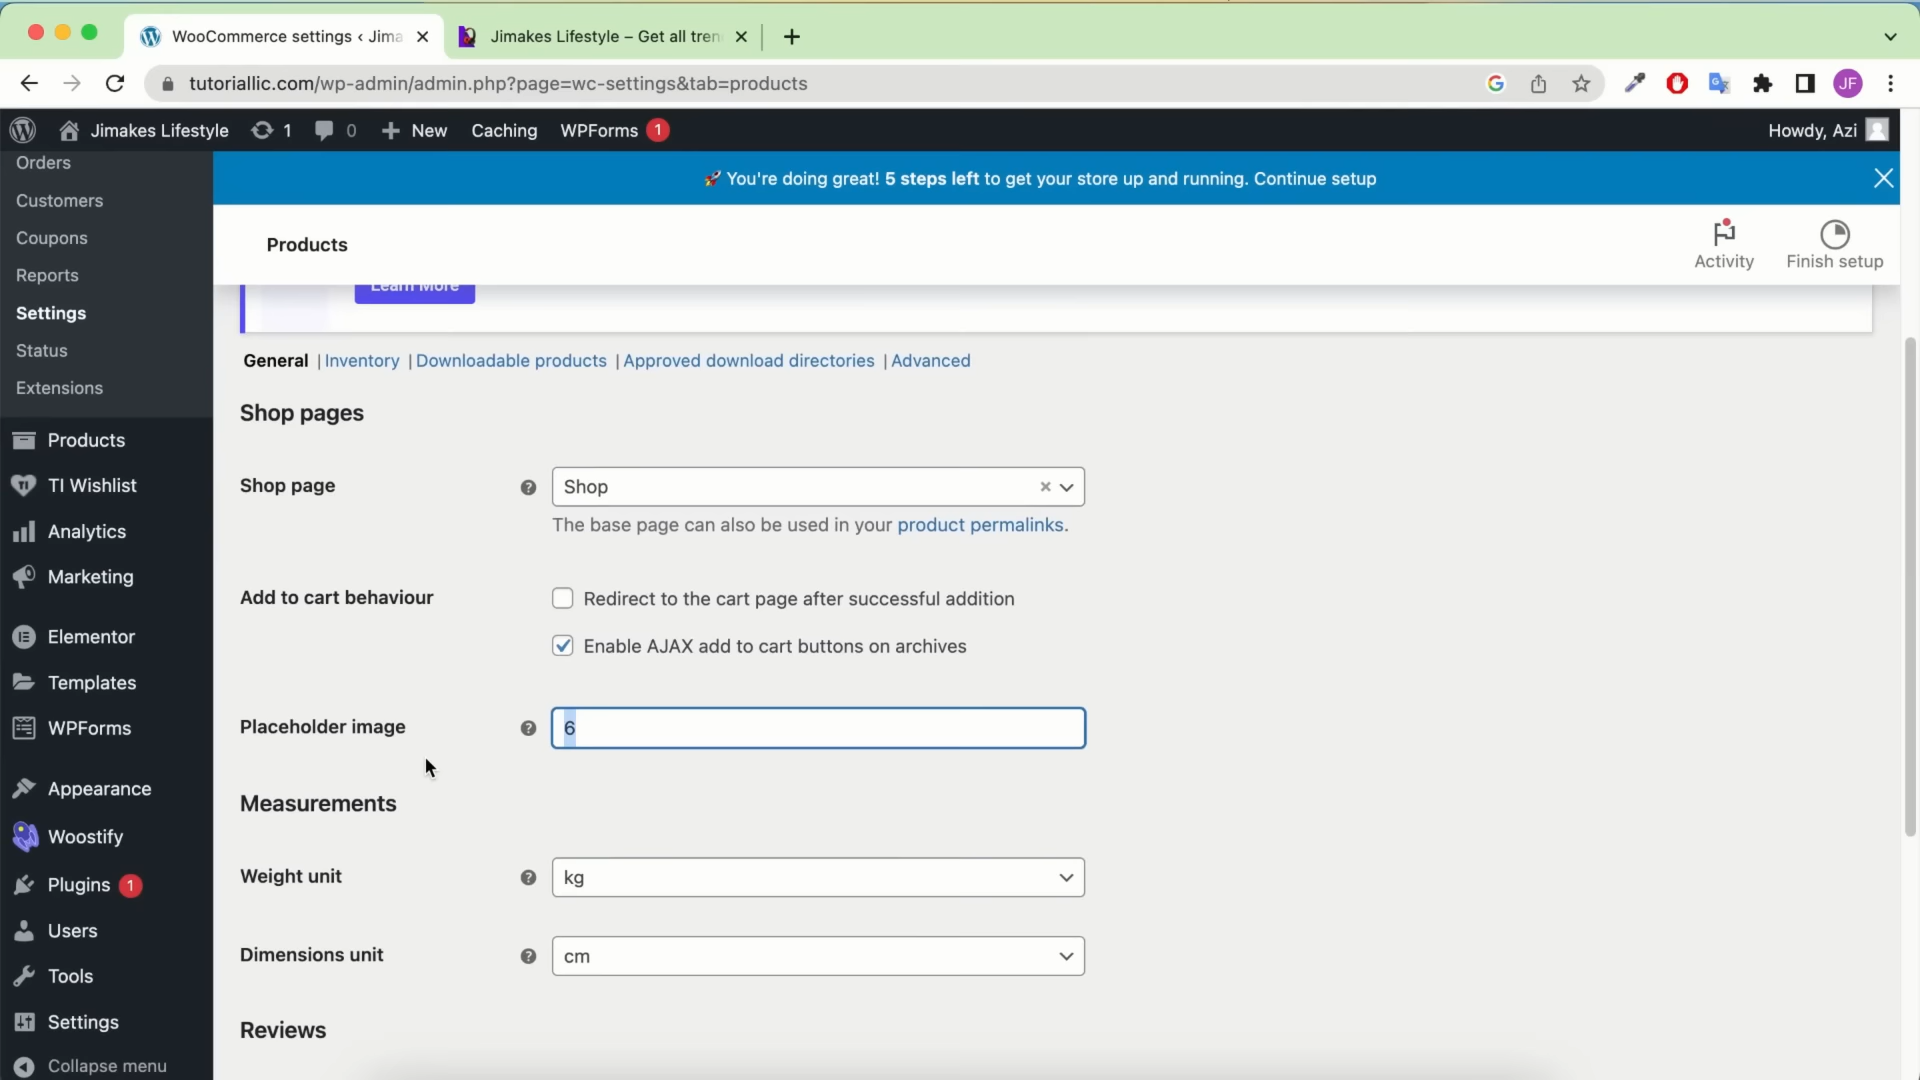 WooCommerce settings ‹ Jima
Jimakes Lifestyle – Get all tren
tutoriallic.com/wp-admin/admin.php?page=wc-settings&tab=products
JF
Jimakes Lifestyle
1
0
New
Caching
WPForms 1
Howdy, Azi
Orders
Customers
Coupons
Reports
Settings
Status
Extensions
Products
TI Wishlist
Analytics
Marketing
Elementor
Templates
WPForms
Appearance
Woostify
Plugins 1
Users
Tools
Settings
Collapse menu
🚀 You're doing great! 5 steps left to get your store up and running. Continue setup
Products
Activity
Finish setup
Learn More
General | Inventory | Downloadable products | Approved download directories | Advanced
Shop pages
Shop page
Shop
The base page can also be used in your product permalinks.
Add to cart behaviour
Redirect to the cart page after successful addition
Enable AJAX add to cart buttons on archives
Placeholder image
6
Measurements
Weight unit
kg
Dimensions unit
cm
Reviews